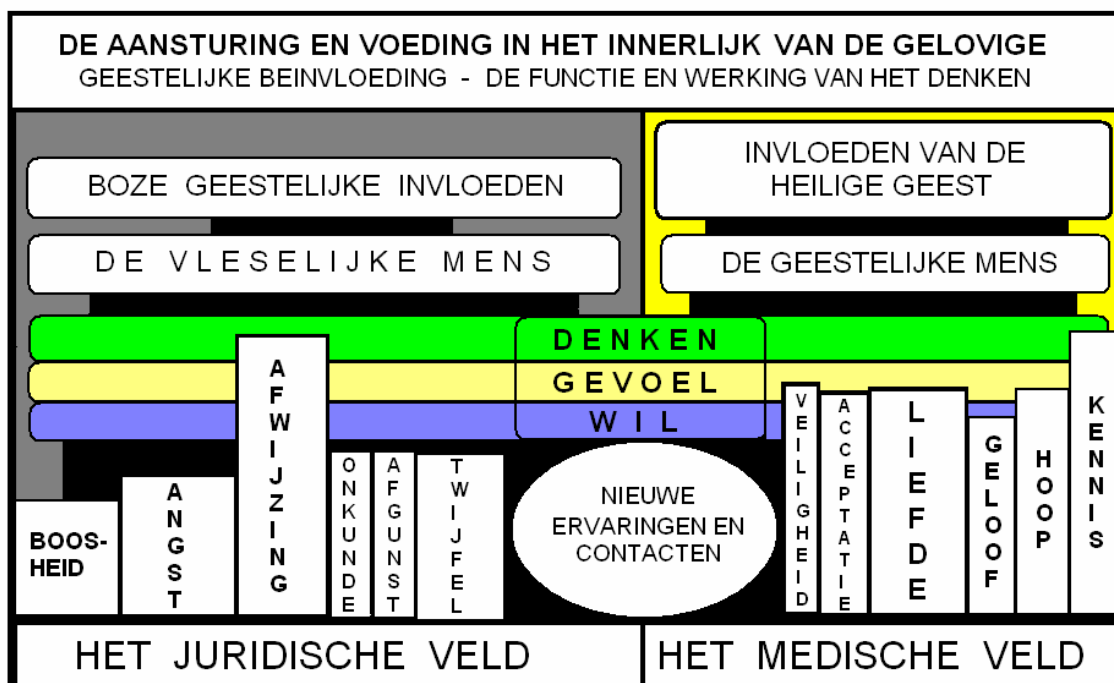 DE AANSTURING EN VOEDING IN HET INNERLIJK VAN DE GELOVIGE
GEESTELIJKE BEINVLOEDING - DE FUNCTIE EN WERKING VAN HET DENKEN
BOZE GEESTELIJKE INVLOEDEN
INVLOEDEN VAN DE
HEILIGE GEEST
DE VLESELIJKE MENS
DE GEESTELIJKE MENS
DENKEN
GEVOEL
WIL
BOOS-
HEID
ANGST
AFWIJZING
ONKUNDE
AFGUNST
TWIJFEL
NIEUWE
ERVARINGEN EN
CONTACTEN
VEILIGHEID
ACCEPTATIE
LIEFDE
GELOOF
HOOP
KENNIS
HET JURIDISCHE VELD
HET MEDISCHE VELD